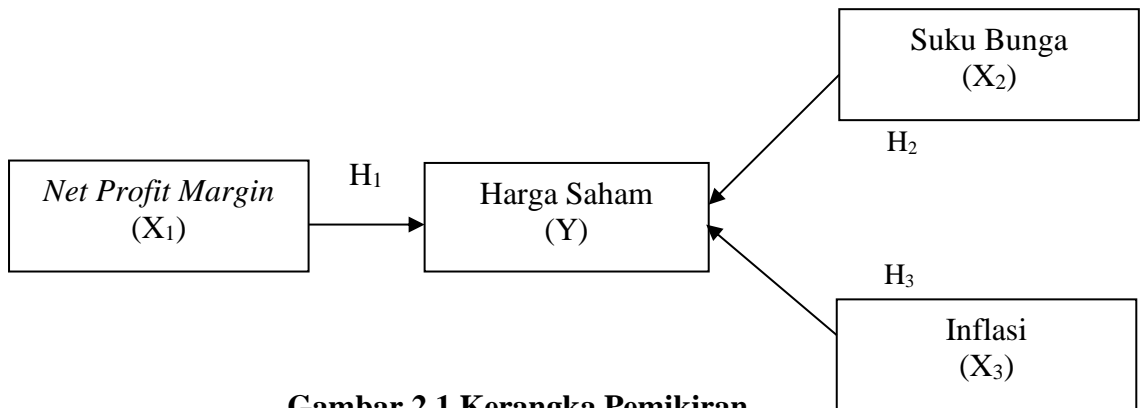 Suku Bunga
(X₂)
H₂
Net Profit Margin
(X₁)
H₁
Harga Saham
(Y)
H₃
Inflasi
(X₃)
Gambar 2.1 Kerangka Pemikiran